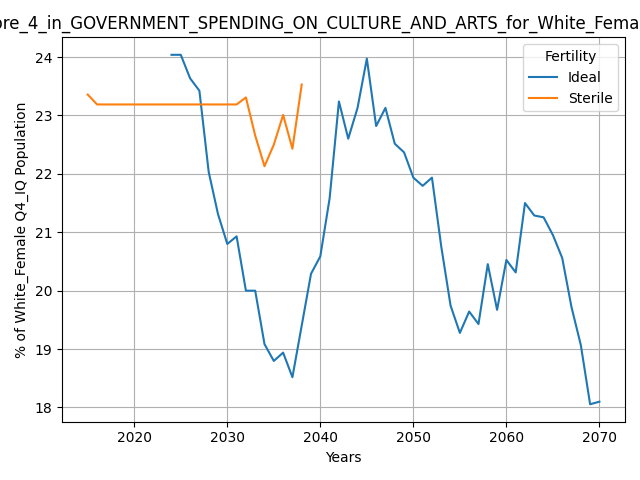 ore_4_in_GOVERNMENT_SPENDING_ON_CULTURE_AND_ARTS_for_White_Fema
Fertility
Ideal
Sterile
24
23
22
21
20
19
18
% of White_Female Q4_IQ Population
2020 2030 2040 2050 2060 2070
Years